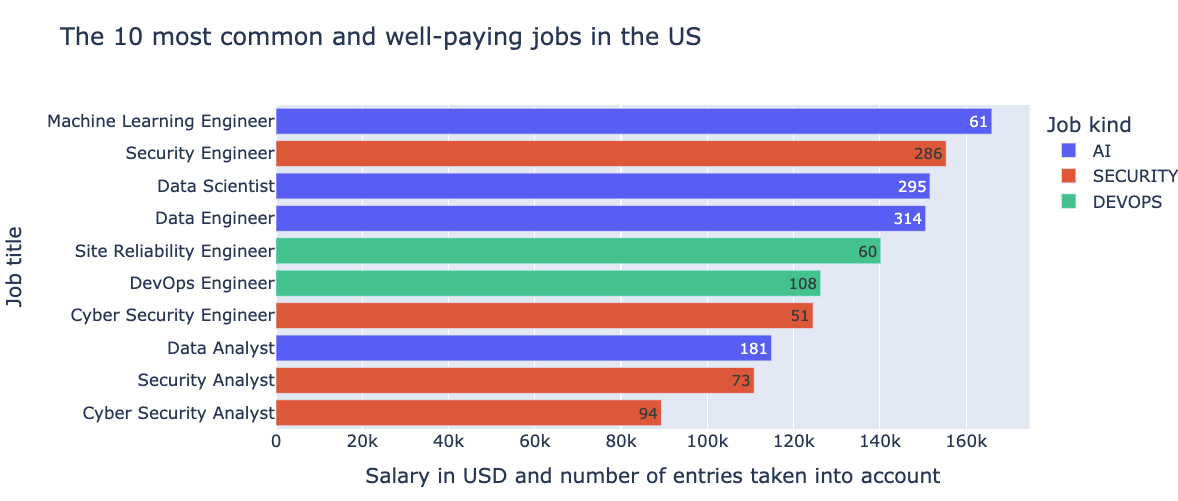 The 10 most common and well-paying jobs in the US
Machine Learning Engineer 61
Security Engineer 286
Data Scientist 295
Data Engineer 314
Site Reliability Engineer 60
DevOps Engineer 108
Cyber Security Engineer 51
Data Analyst 181
Security Analyst 73
Cyber Security Analyst 94
Job title
0 20k 40k 60k 80k 100k 120k 140k 160k
Salary in USD and number of entries taken into account
Job kind
AI
SECURITY
DEVOPS